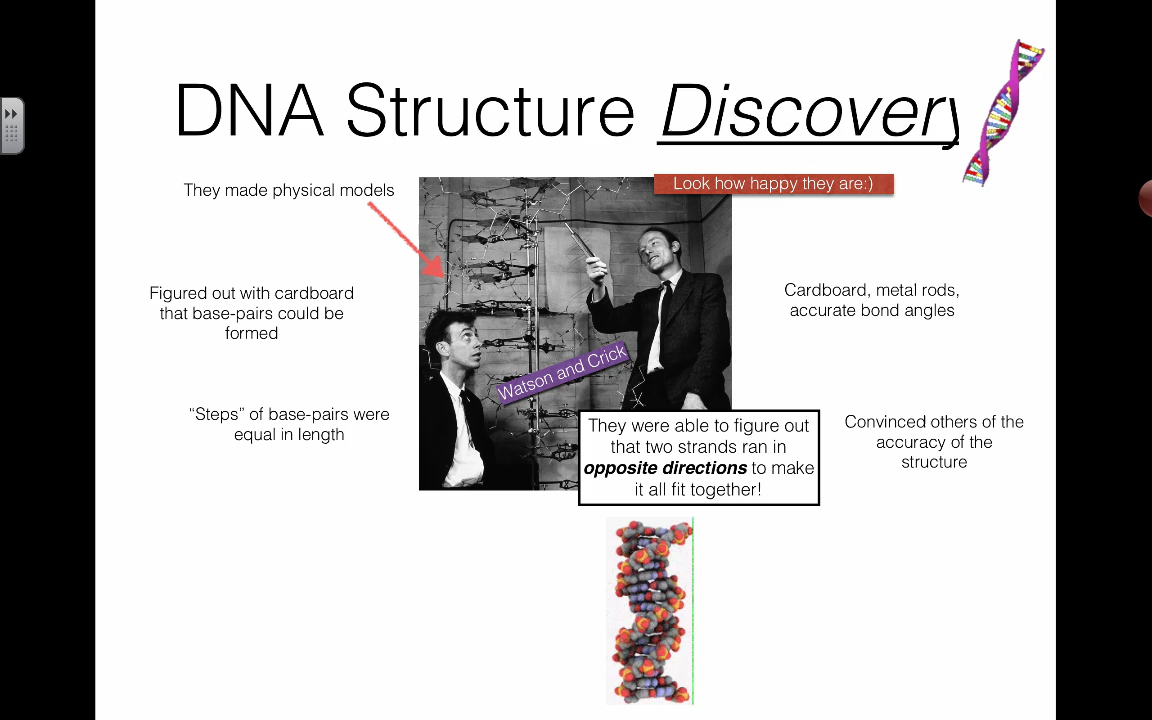 DNA Structure Discovery
They made physical models
Look how happy they are:)
Figured out with cardboard
that base-pairs could be
formed
Cardboard, metal rods,
accurate bond angles
Watson and Crick
“Steps” of base-pairs were
equal in length
They were able to figure out
that two strands ran in
opposite directions to make
it all fit together!
Convinced others of the
accuracy of the
structure